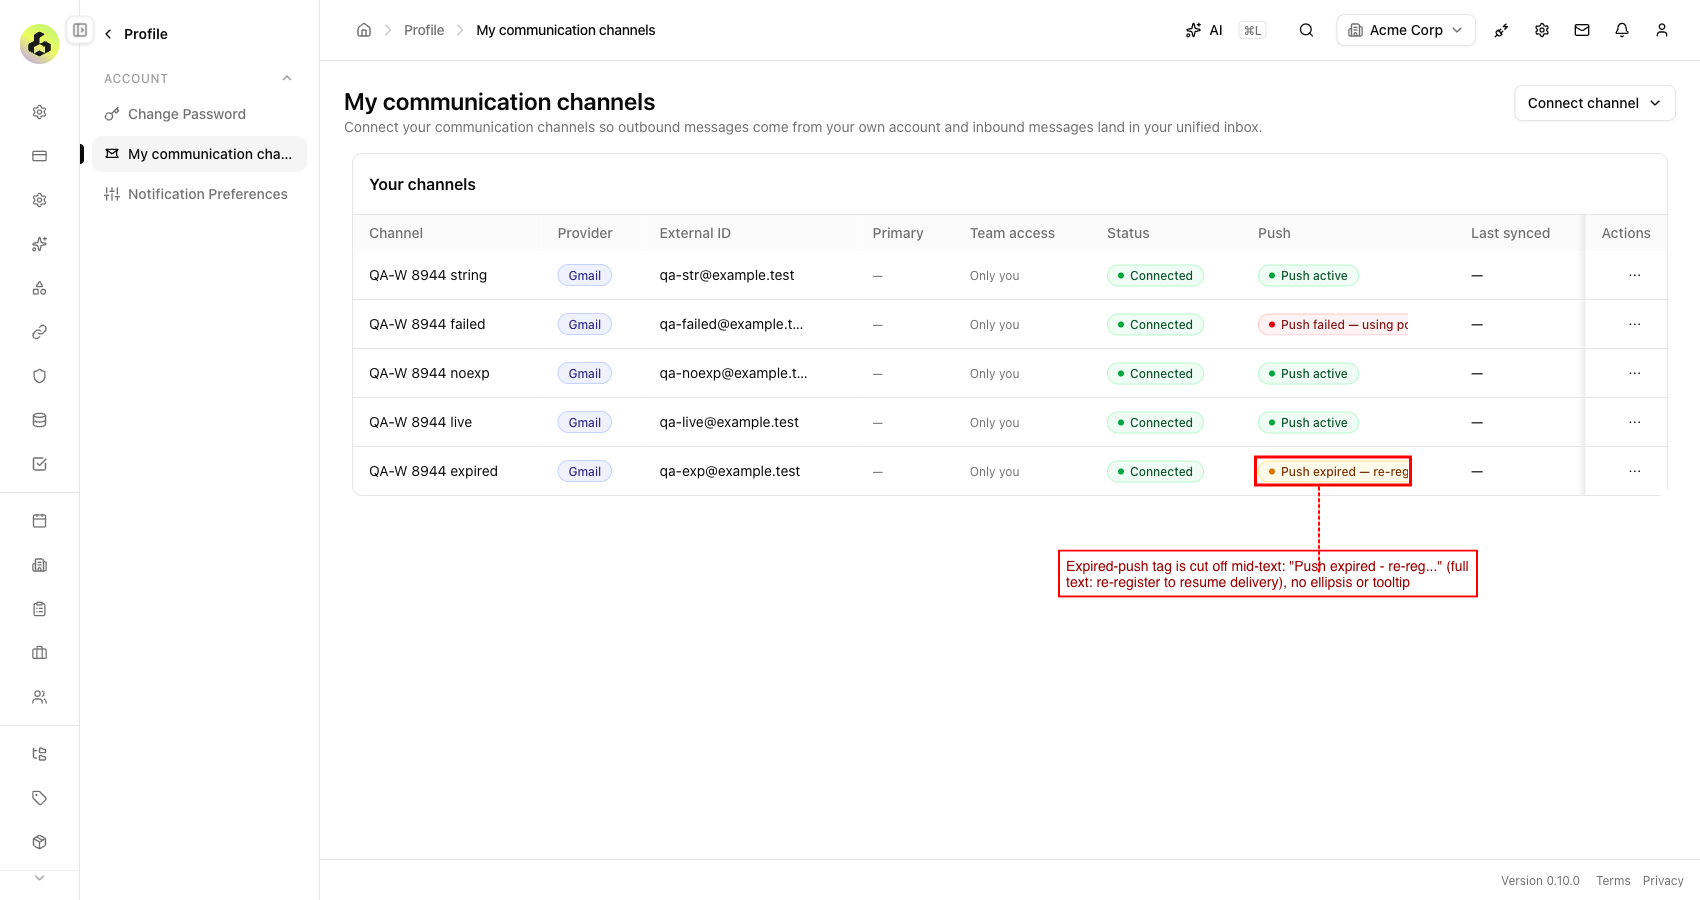 Profile
ACCOUNT
Change Password
My communication cha...
Notification Preferences
Profile
My communication channels
AI
⌘L
Acme Corp
My communication channels
Connect your communication channels so outbound messages come from your own account and inbound messages land in your unified inbox.
Connect channel
Your channels
Channel Provider External ID Primary Team access Status Push Last synced Actions
QA-W 8944 string Gmail qa-str@example.test — Only you Connected Push active — ...
QA-W 8944 failed Gmail qa-failed@example.t... — Only you Connected Push failed — using po — ...
QA-W 8944 noexp Gmail qa-noexp@example.t... — Only you Connected Push active — ...
QA-W 8944 live Gmail qa-live@example.test — Only you Connected Push active — ...
QA-W 8944 expired Gmail qa-exp@example.test — Only you Connected Push expired — re-reg — ...
Expired-push tag is cut off mid-text: "Push expired - re-reg..." (full
text: re-register to resume delivery), no ellipsis or tooltip
Version 0.10.0 Terms Privacy